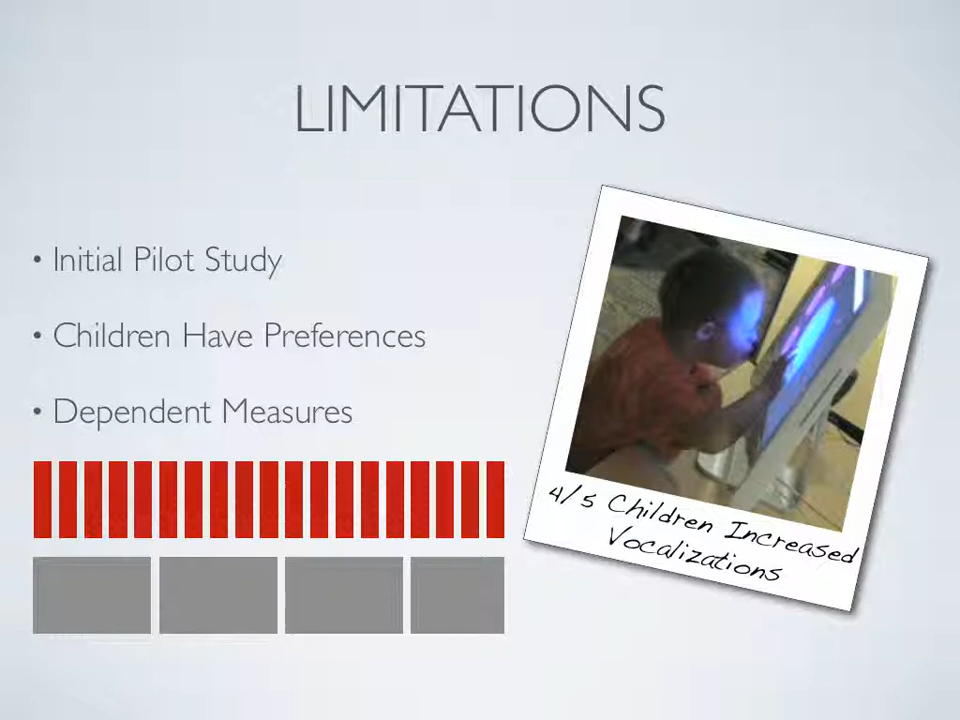 LIMITATIONS
• Initial Pilot Study
• Children Have Preferences
• Dependent Measures
4/5 Children Increased
Vocalizations